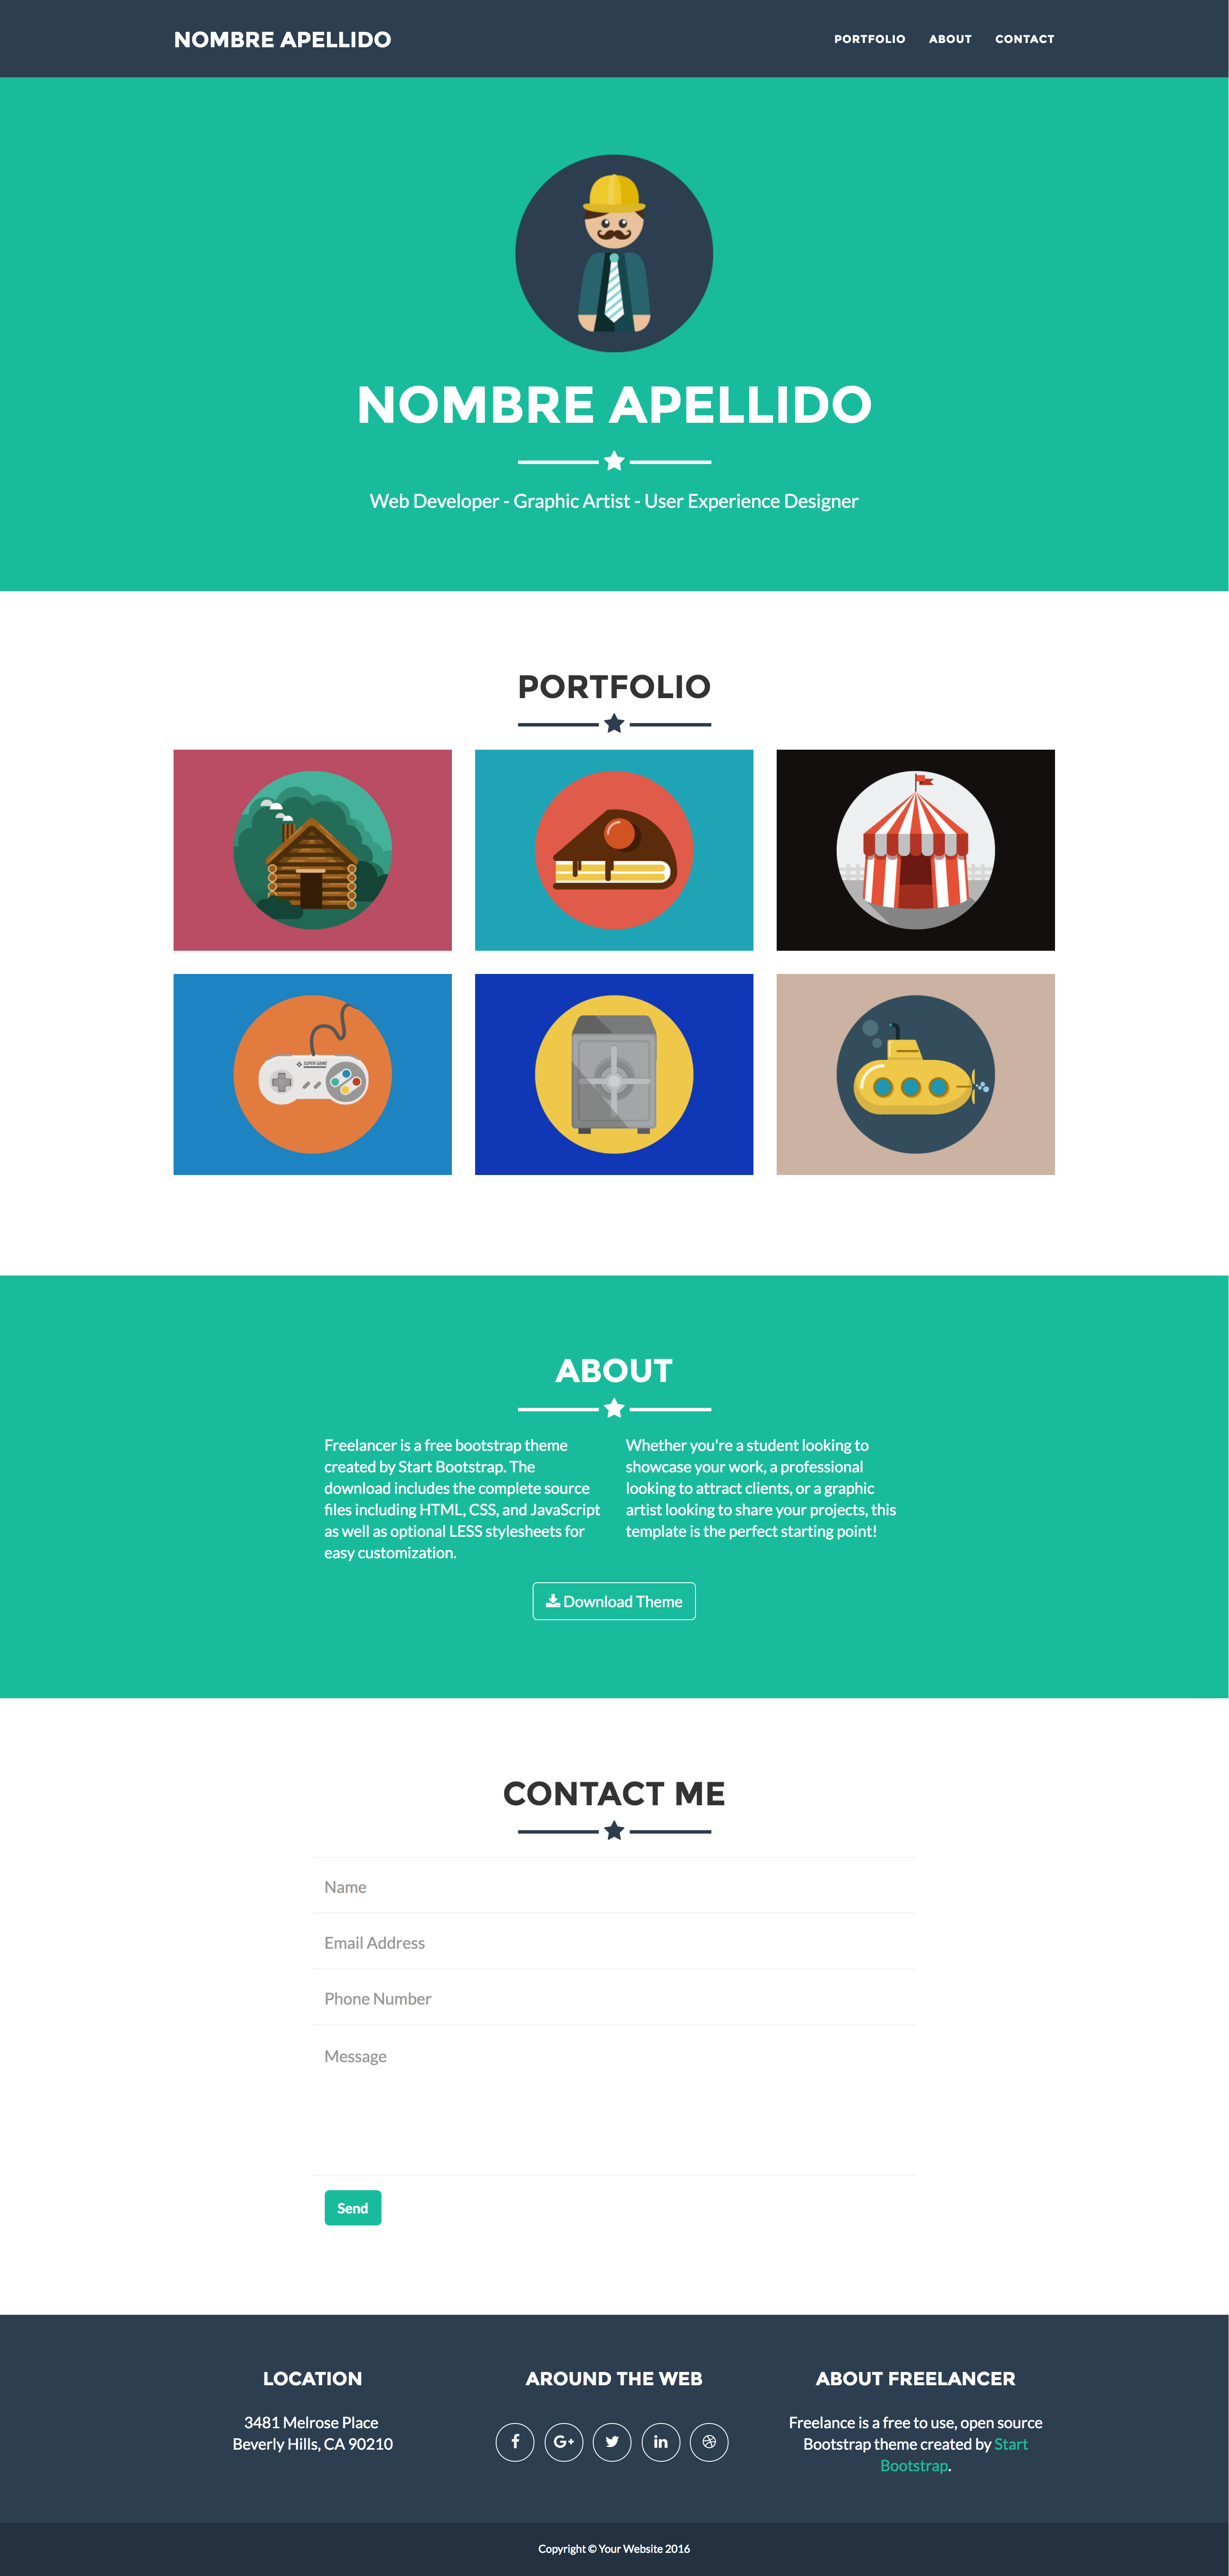 NOMBRE APELLIDO
PORTFOLIO ABOUT CONTACT
NOMBRE APELLIDO
Web Developer - Graphic Artist - User Experience Designer
PORTFOLIO
SUPER GAME
ABOUT
Freelancer is a free bootstrap theme
created by Start Bootstrap. The
download includes the complete source
files including HTML, CSS, and JavaScript
as well as optional LESS stylesheets for
easy customization.
Whether you're a student looking to
showcase your work, a professional
looking to attract clients, or a graphic
artist looking to share your projects, this
template is the perfect starting point!
Download Theme
CONTACT ME
Name
Email Address
Phone Number
Message
Send
LOCATION
3481 Melrose Place
Beverly Hills, CA 90210
AROUND THE WEB
G+
in
ABOUT FREELANCER
Freelance is a free to use, open source
Bootstrap theme created by Start
Bootstrap.
Copyright © Your Website 2016